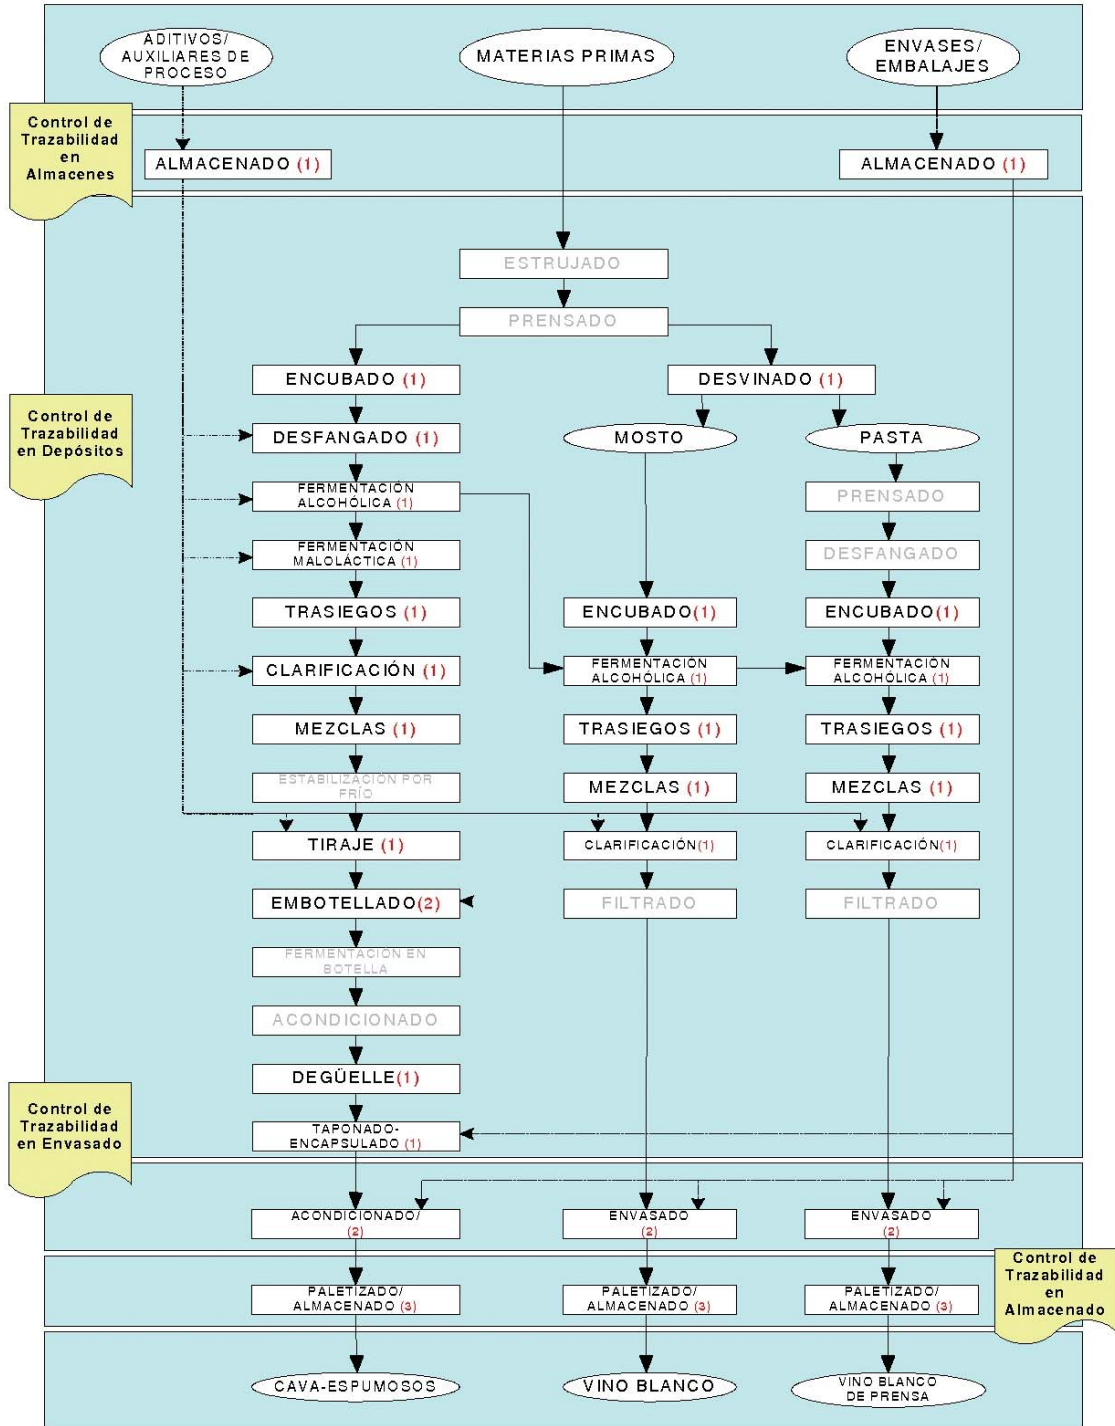 ADITIVOS/
AUXILIARES DE
PROCESO
MATERIAS PRIMAS
ENVASES/
EMBALAJES
Control de
Trazabilidad
en
Almacenes
ALMACENADO (1)
ALMACENADO (1)
ESTRUJADO
PRENSADO
ENCUBADO (1)
DESVINADO (1)
Control de
Trazabilidad
en Depósitos
DESFANGADO (1)
MOSTO
PASTA
FERMENTACIÓN
ALCOHÓLICA (1)
PRENSADO
FERMENTACIÓN
MALOLÁCTICA (1)
DESFANGADO
TRASIEGOS (1)
ENCUBADO(1)
ENCUBADO(1)
CLARIFICACIÓN (1)
FERMENTACIÓN
ALCOHÓLICA (1)
FERMENTACIÓN
ALCOHÓLICA (1)
MEZCLAS (1)
TRASIEGOS (1)
TRASIEGOS (1)
ESTABILIZACIÓN POR
FRÍO
MEZCLAS (1)
MEZCLAS (1)
TIRAJE (1)
CLARIFICACIÓN(1)
CLARIFICACIÓN(1)
EMBOTELLADO(2)
FILTRADO
FILTRADO
FERMENTACIÓN EN
BOTELLA
ACONDICIONADO
DEGÜELLE(1)
Control de
Trazabilidad
en Envasado
TAPONADO-
ENCAPSULADO (1)
ACONDICIONADO/
(2)
ENVASADO
(2)
ENVASADO
(2)
Control de
Trazabilidad
en
Almacenado
PALETIZADO/
ALMACENADO (3)
PALETIZADO/
ALMACENADO (3)
PALETIZADO/
ALMACENADO (3)
CAVA-ESPUMOSOS
VINO BLANCO
VINO BLANCO
DE PRENSA